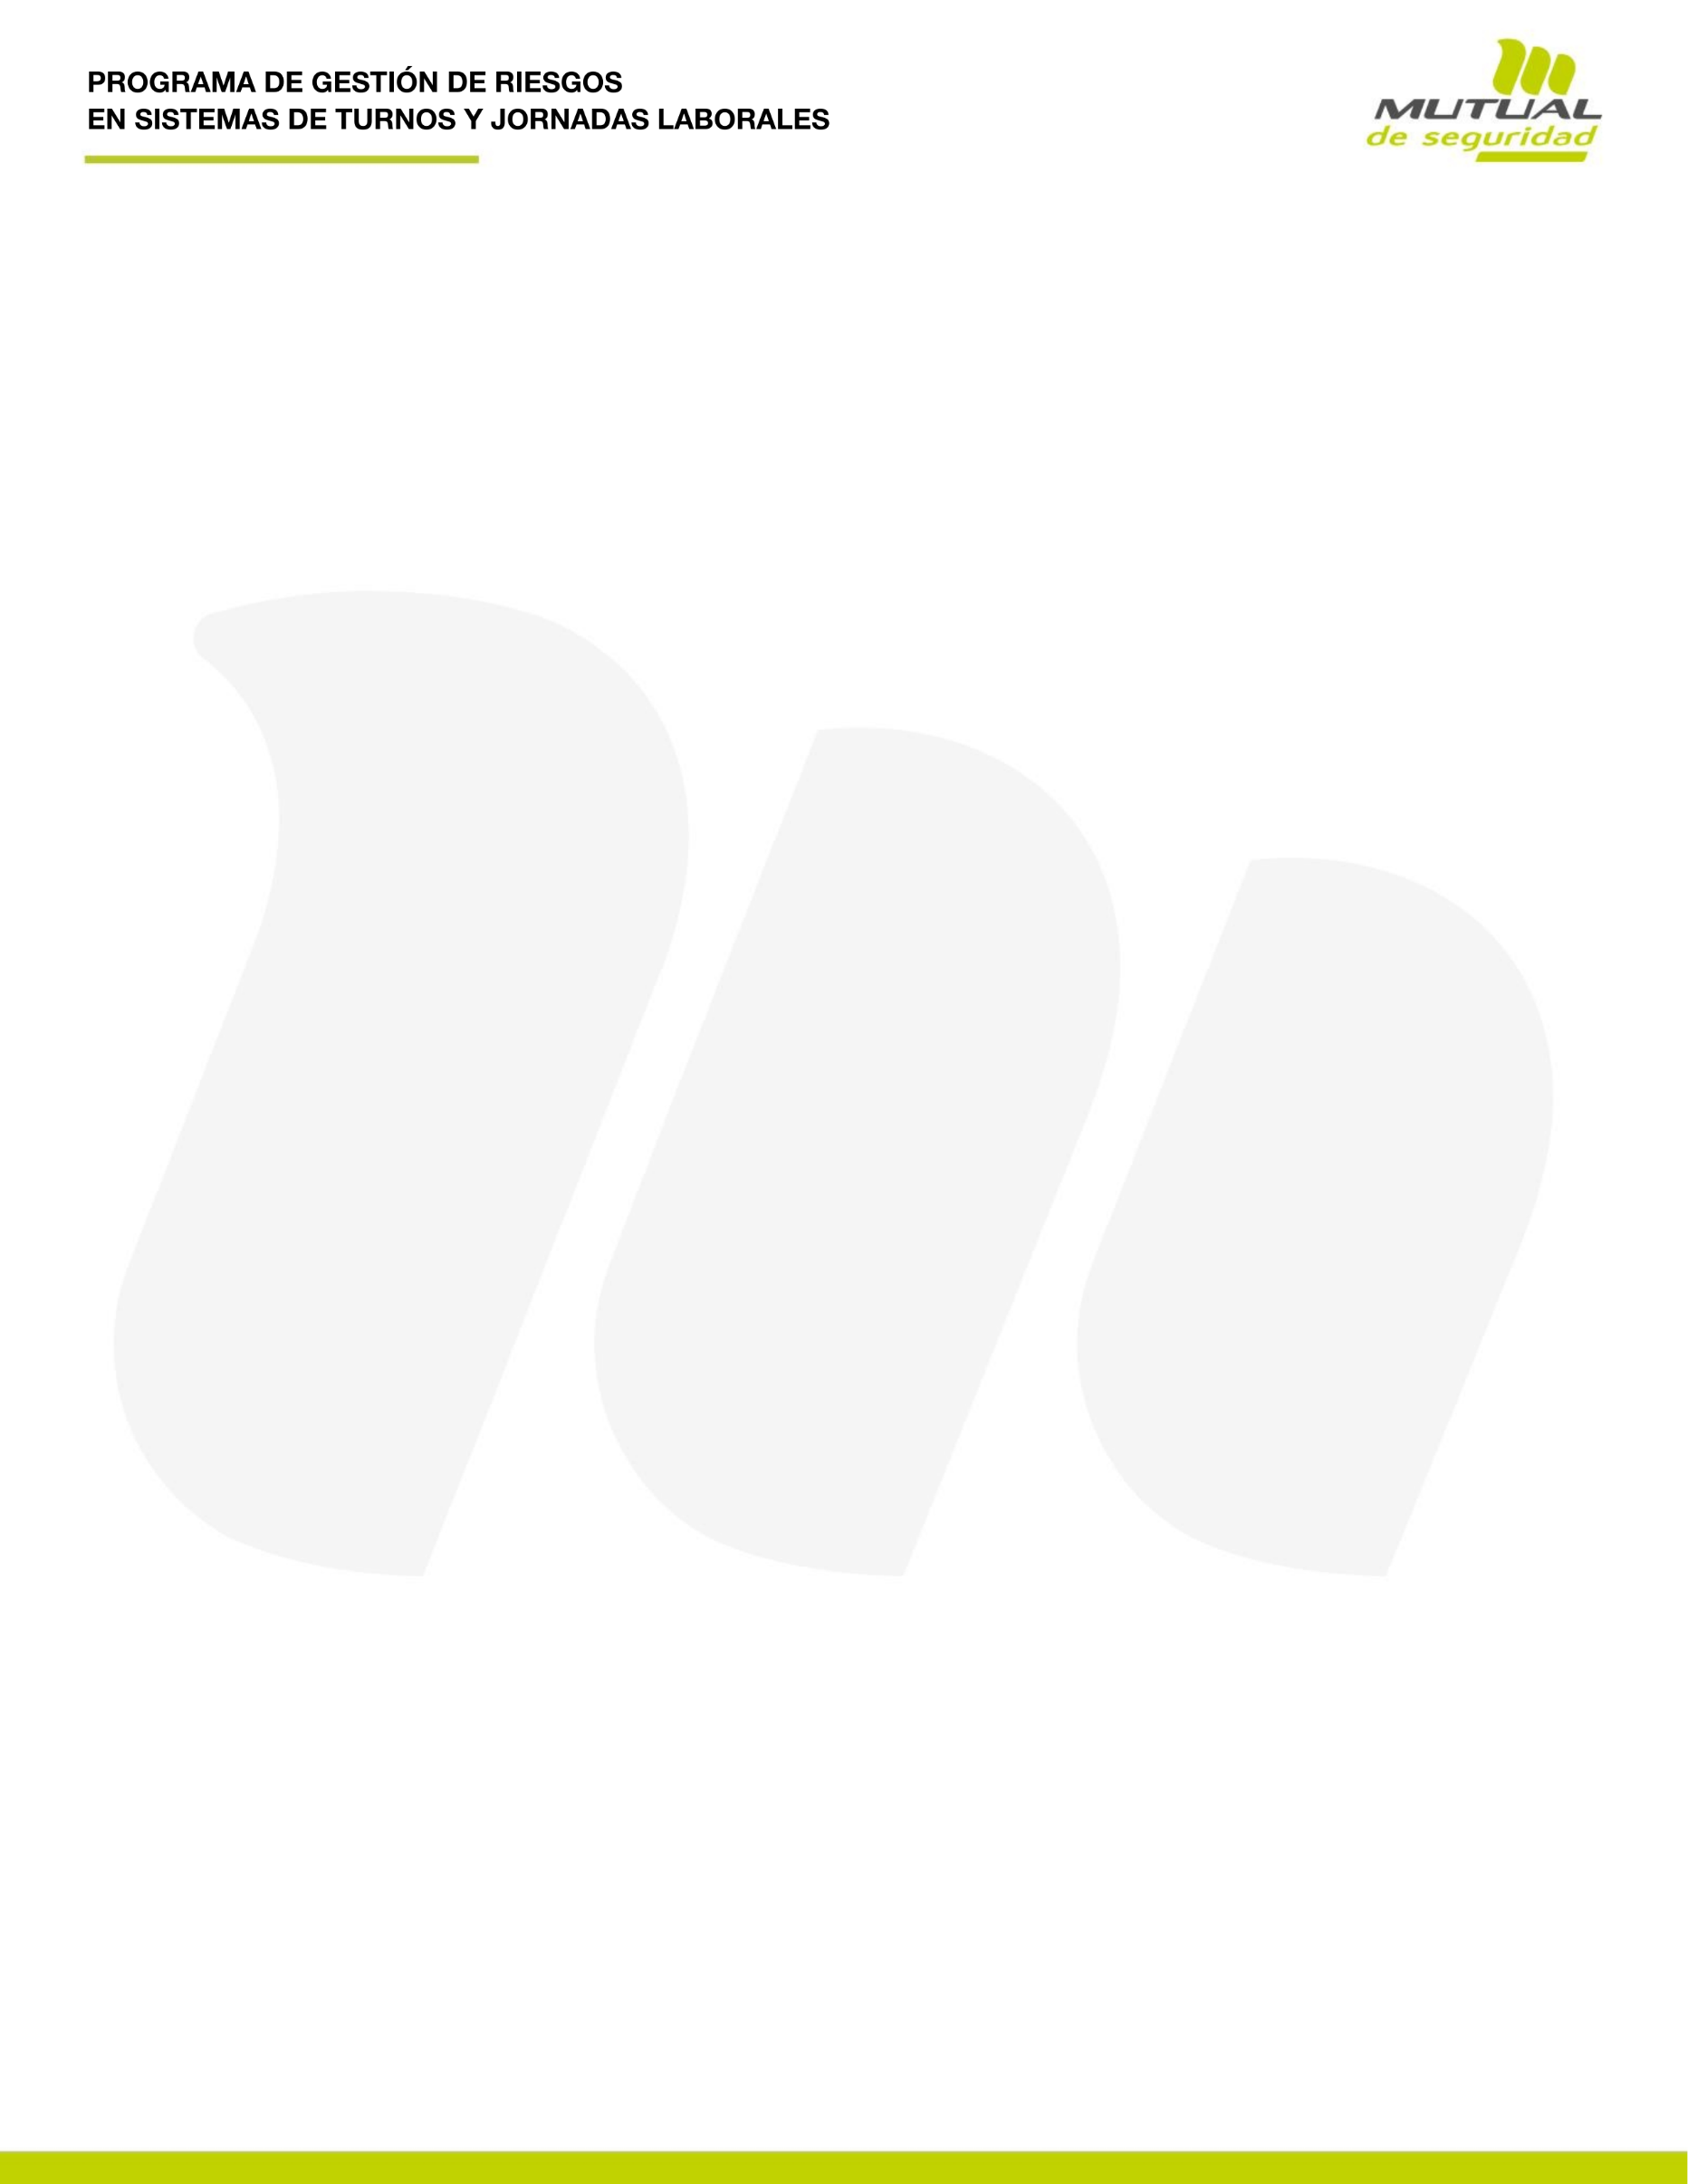 PROGRAMA DE GESTIÓN DE RIESGOS
EN SISTEMAS DE TURNOS Y JORNADAS LABORALES
MUTUAL
de seguridad